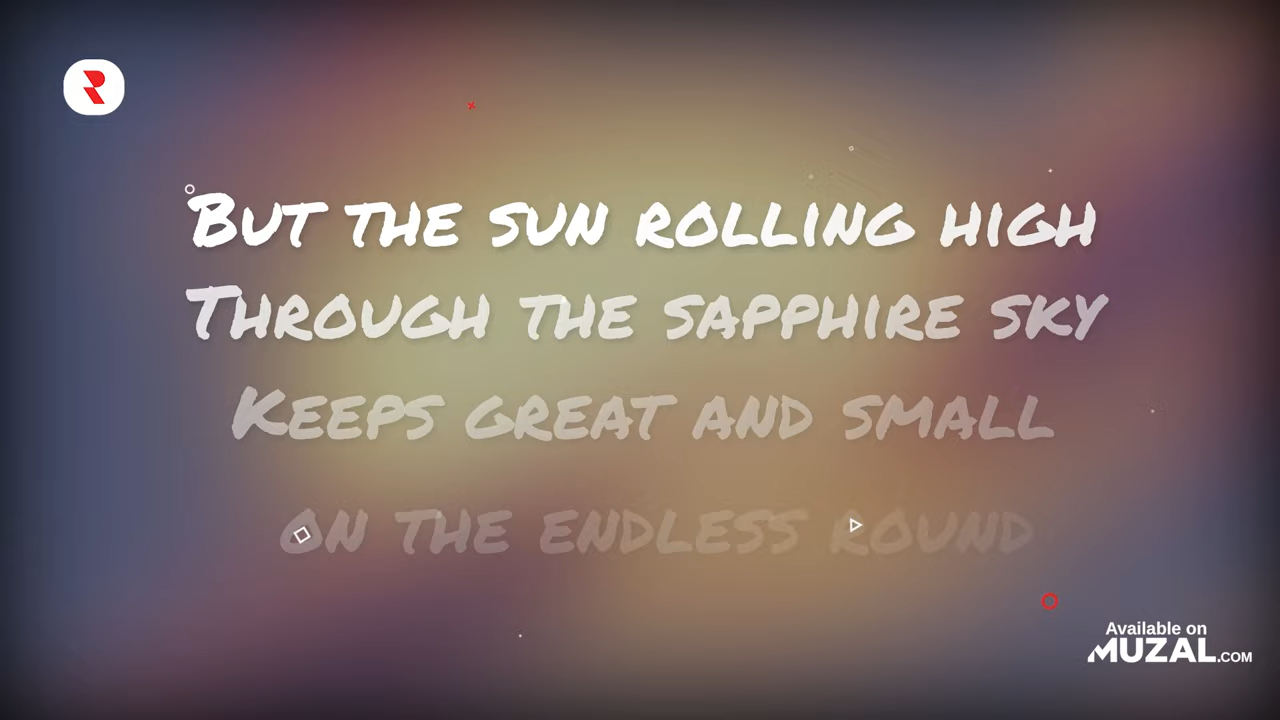 But the sun rolling high
Through the sapphire sky
Keeps great and small
on the endless round
Available on
MUZAL.COM